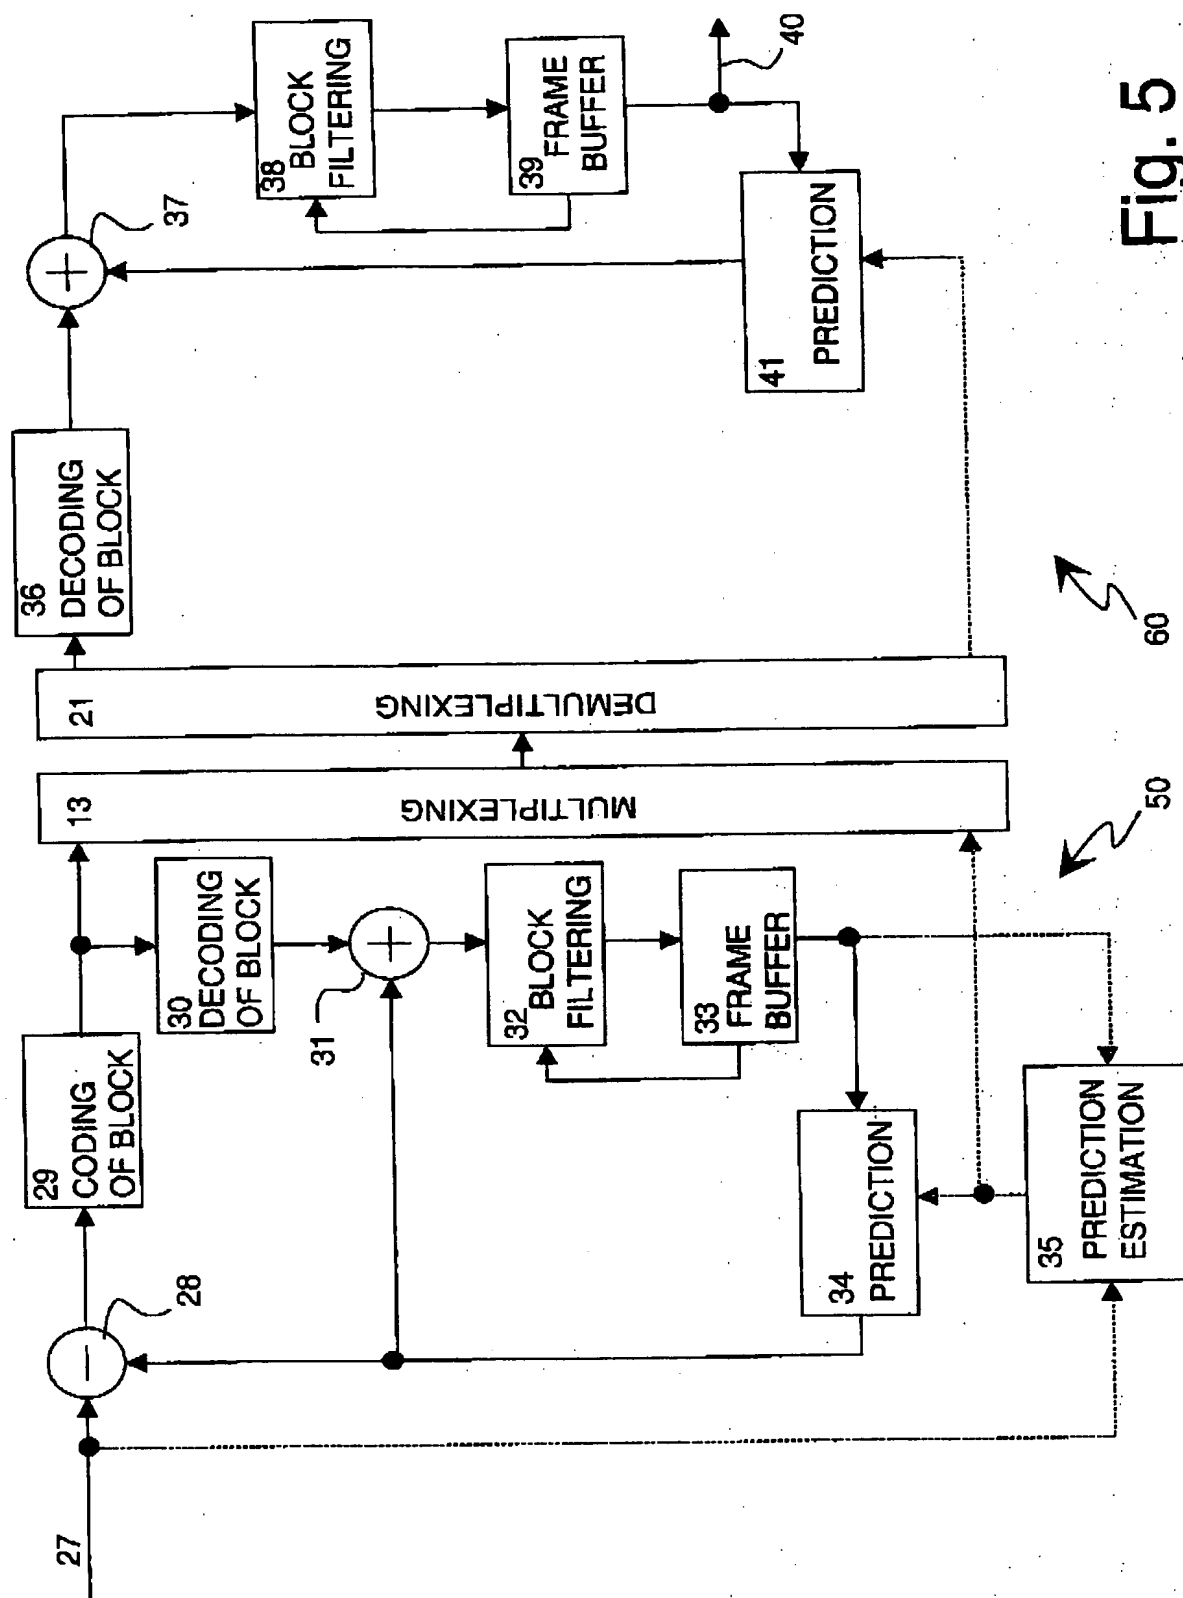 27
28
29
CODING
OF BLOCK
30
DECODING
OF BLOCK
31
32
BLOCK
FILTERING
33
FRAME
BUFFER
34
PREDICTION
35
PREDICTION
ESTIMATION
13
MULTIPLEXING
50
21
DEMULTIPLEXING
60
36
DECODING
OF BLOCK
37
38
BLOCK
FILTERING
39
FRAME
BUFFER
40
41
PREDICTION
Fig. 5